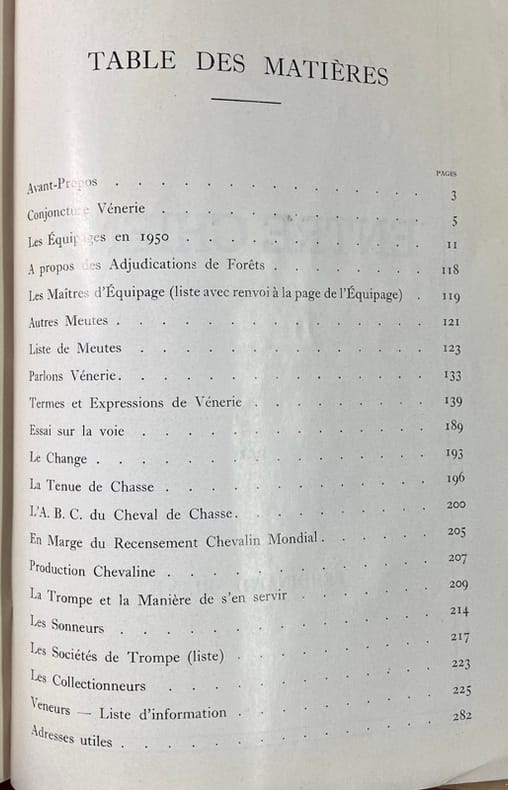 TABLE DES MATIÈRES
PAGES
Avant-Propos . . . . . . . . . . . 3
Conjoncture Vénerie . . . . . . . . . . 5
Les Équipages en 1950 . . . . . . . . . 11
A propos des Adjudications de Forêts . . . . . . 118
Les Maitres d'Équipage (liste avec renvoi à la page de l'Équipage) . 119
Autres Meutes . . . . . . . . . . . 121
Liste de Meutes . . . . . . . . . . 123
Parlons Vénerie. . . . . . . . . . . 133
Termes et Expressions de Vénerie . . . . . . 139
Essai sur la voie . . . . . . . . . . 189
Le Change . . . . . . . . . . . . 193
La Tenue de Chasse . . . . . . . . . 196
L'A. B. C. du Cheval de Chasse. . . . . . . 200
En Marge du Recensement Chevalin Mondial . . . . . 205
Production Chevaline . . . . . . . . . 207
La Trompe et la Manière de s'en servir . . . . . 209
Les Sonneurs . . . . . . . . . . . 214
Les Sociétés de Trompe (liste) . . . . . . . 217
Les Collectionneurs . . . . . . . . . 223
Veneurs — Liste d'information . . . . . . . 225
Adresses utiles . . . . . . . . . . . 282